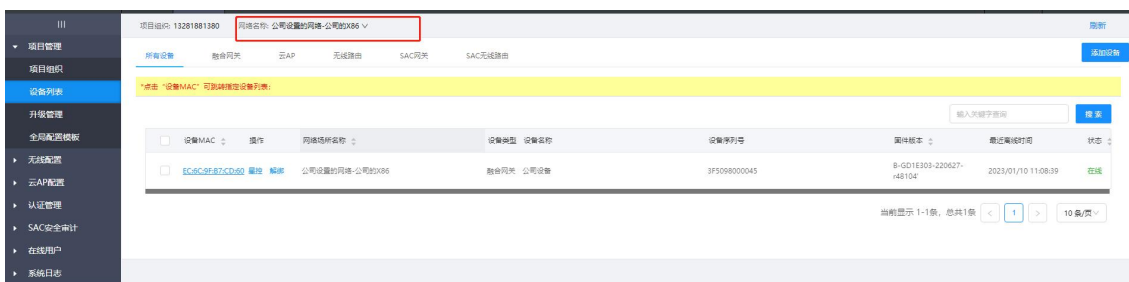 项目组织: 13281881380 网络名称: 公司设置的网络-公司的X86 刷新
项目管理
项目组织
设备列表
升级管理
全局配置模板
无线配置
云AP配置
认证管理
SAC安全审计
在线用户
系统日志
所有设备 融合网关 云AP 无线路由 SAC网关 SAC无线路由 添加设备
*点击 "设备MAC" 可跳转指定设备列表;
输入关键字查询 搜索
设备MAC 操作 网络场所名称 设备类型 设备名称 设备序列号 固件版本 最近离线时间 状态
EC:6C:9F:B7:CD:60 星控 解绑 公司设置的网络-公司的X86 融合网关 公司设备 3F5098000045 B-GD1E303-220627-r48104' 2023/01/10 11:08:39 在线
当前显示 1-1条, 总共1条 < 1 > 10 条/页